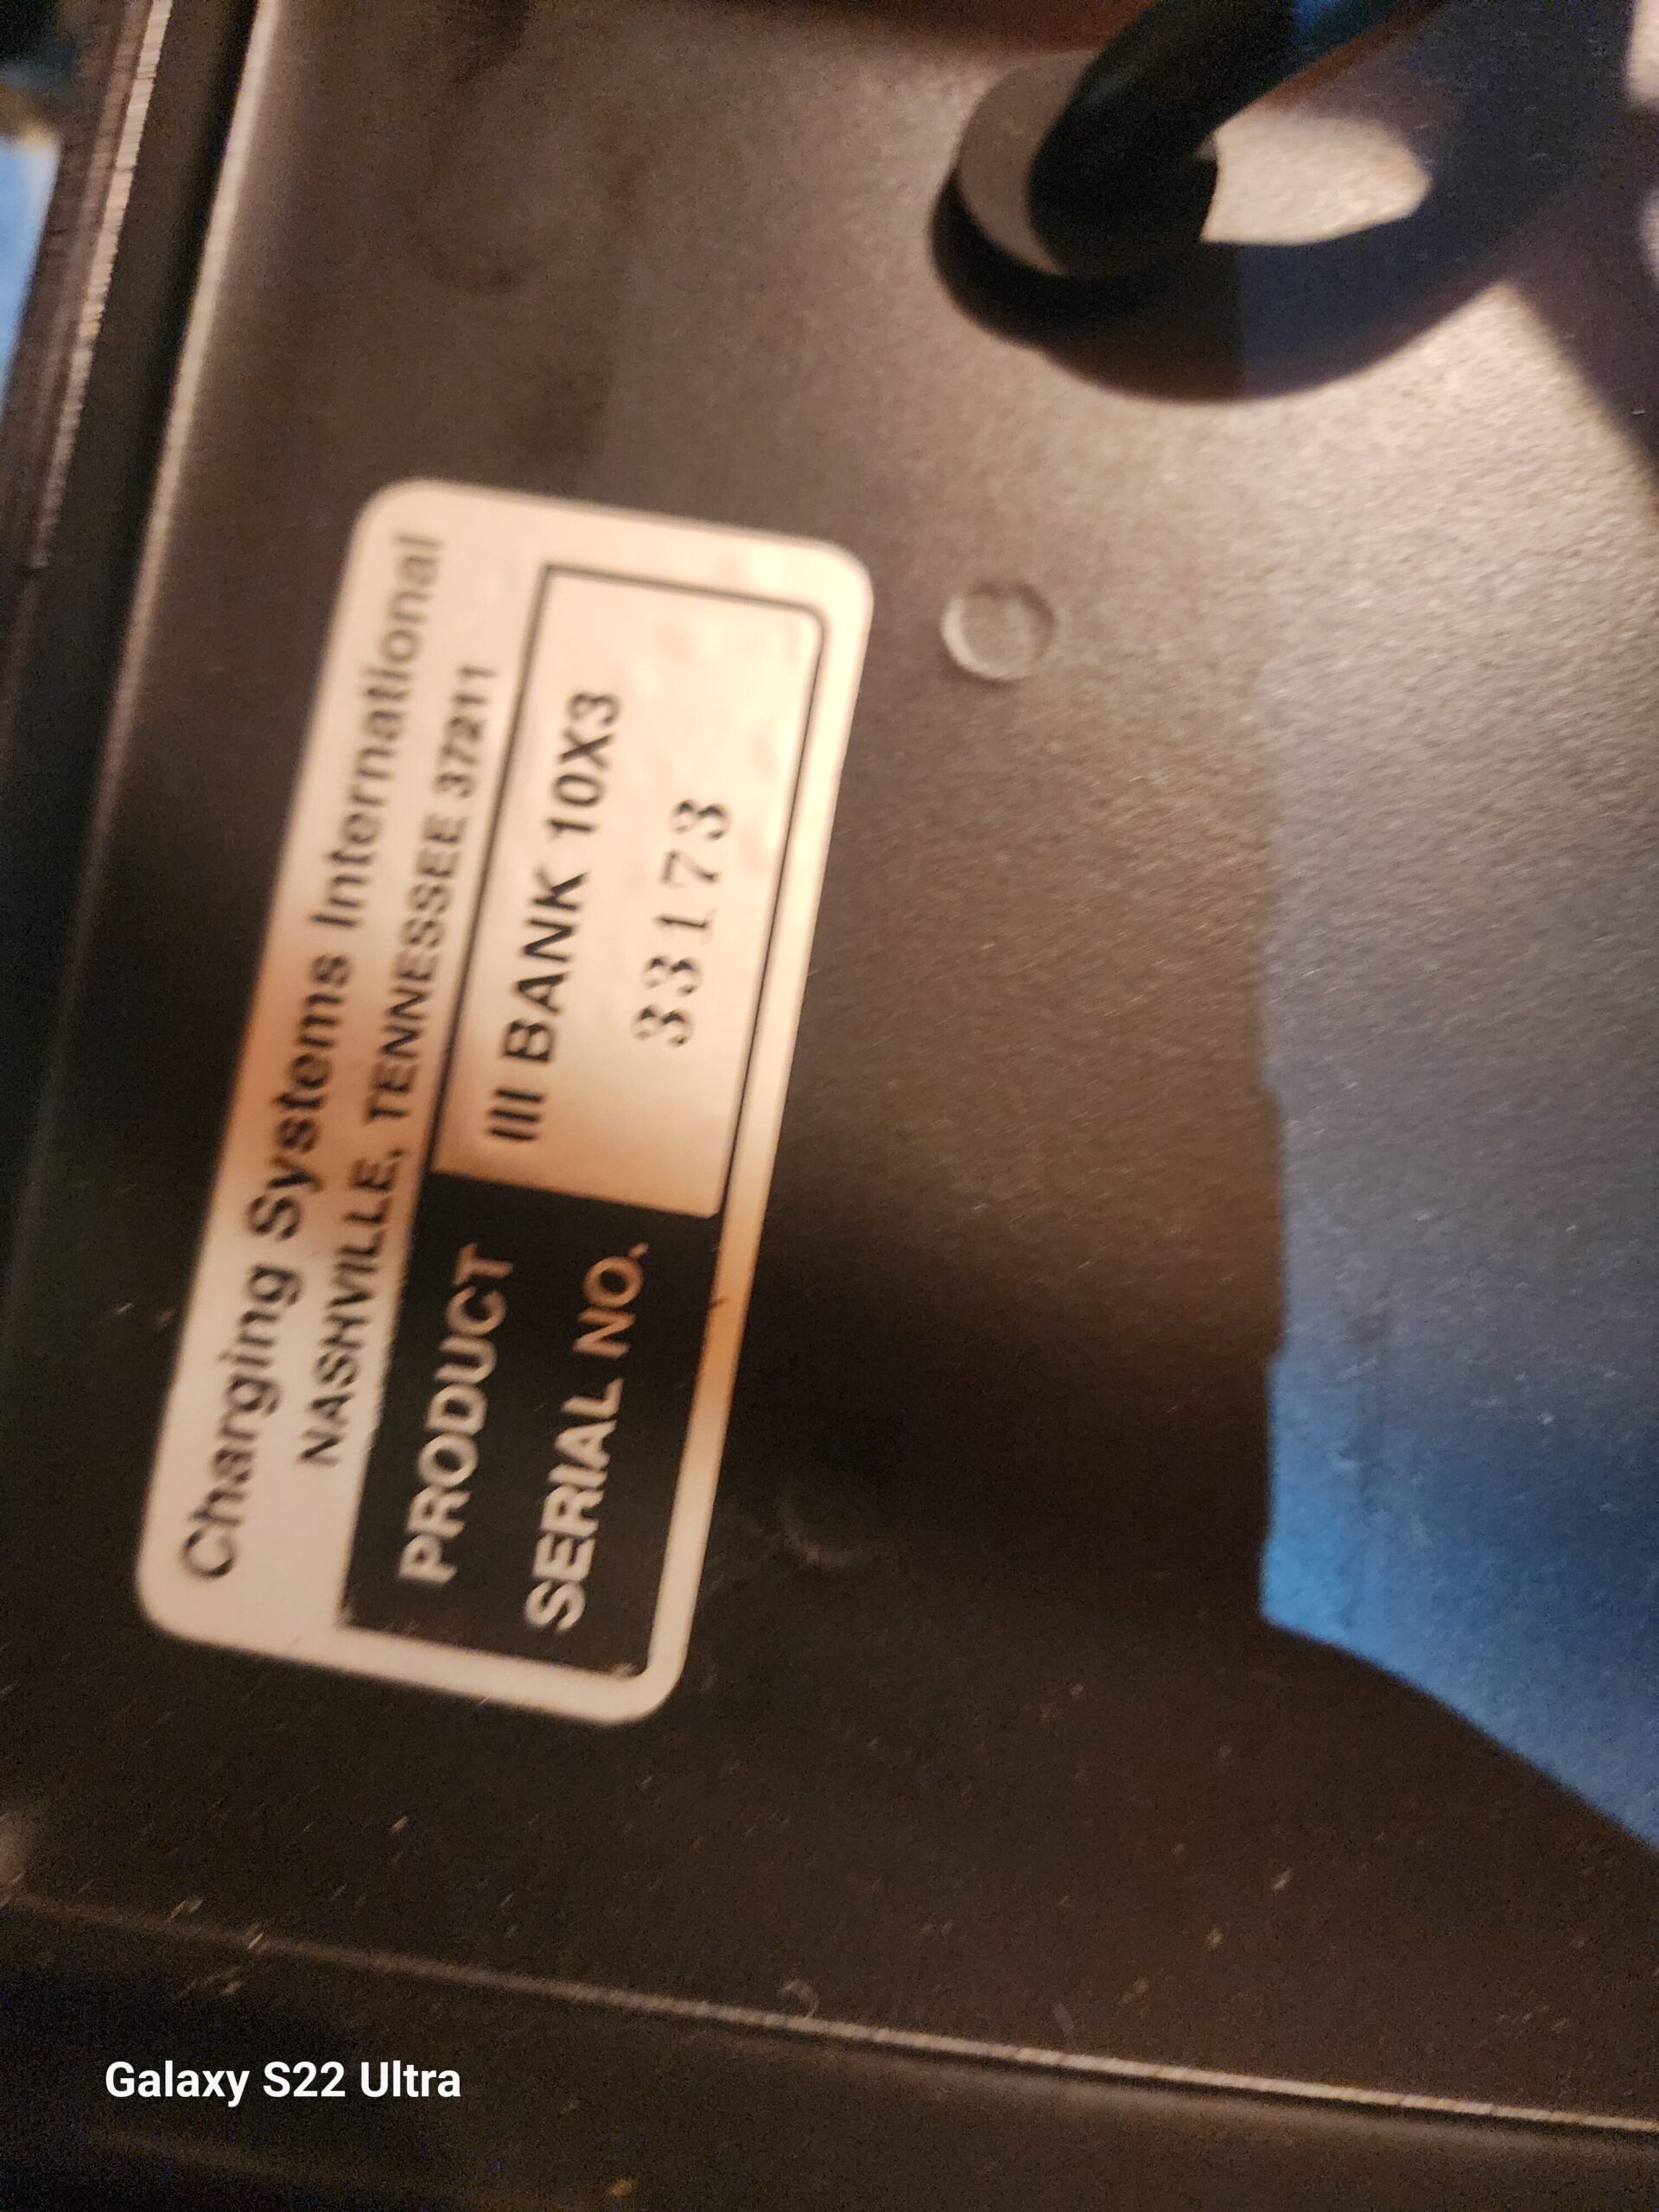 Charging Systems International
NASHVILLE, TENNESSEE 37211
PRODUCT III BANK 10X3
SERIAL NO. 33173
Galaxy S22 Ultra